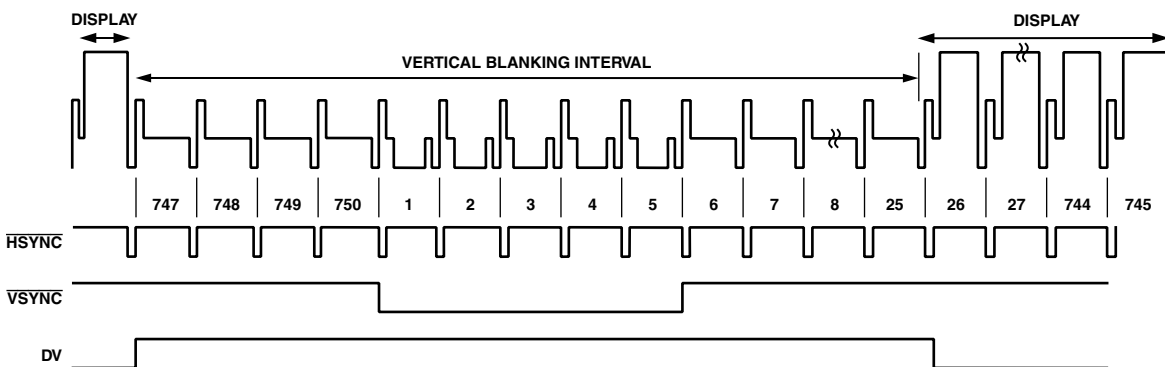 DISPLAY
DISPLAY
VERTICAL BLANKING INTERVAL
747 748 749 750 1 2 3 4 5 6 7 8 25 26 27 744 745
HSYNC
VSYNC
DV